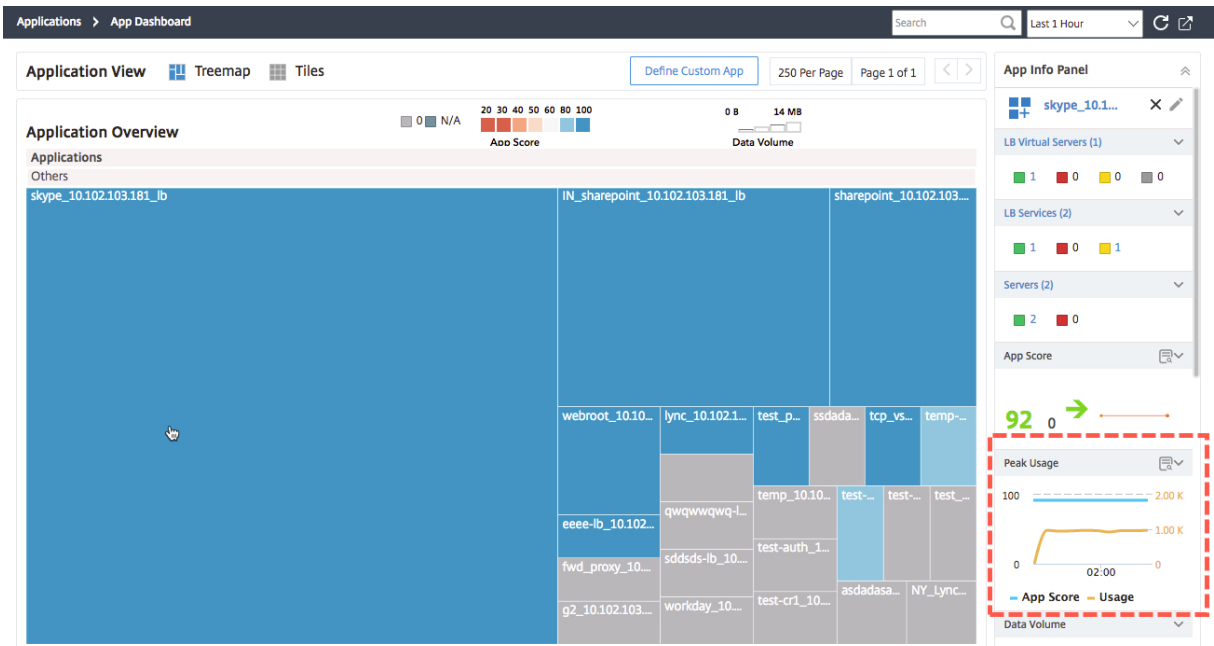 Applications > App Dashboard
Search
Last 1 Hour
Application View Treemap Tiles
Define Custom App
250 Per Page Page 1 of 1
Application Overview
0 N/A
20 30 40 50 60 80 100
App Score
0 B 14 MB
Data Volume
Applications
Others
skype_10.102.103.181_lb
IN_sharepoint_10.102.103.181_lb
sharepoint_10.102.103....
webroot_10.10...
lync_10.102.1...
test_p...
ssdada...
tcp_vs...
temp-...
temp_10.10...
test-...
test-...
test_...
qwqwwqwq-l...
eeee-lb_10.102...
test-auth_1...
sddsds-lb_10....
fwd_proxy_10....
asdadasa...
NY_Lync...
test-cr1_10....
workday_10....
g2_10.102.103....
App Info Panel
skype_10.1...
LB Virtual Servers (1)
1 0 0 0
LB Services (2)
1 0 1
Servers (2)
2 0
App Score
92 0
Peak Usage
100 2.00 K
1.00 K
0 0
02:00
App Score Usage
Data Volume